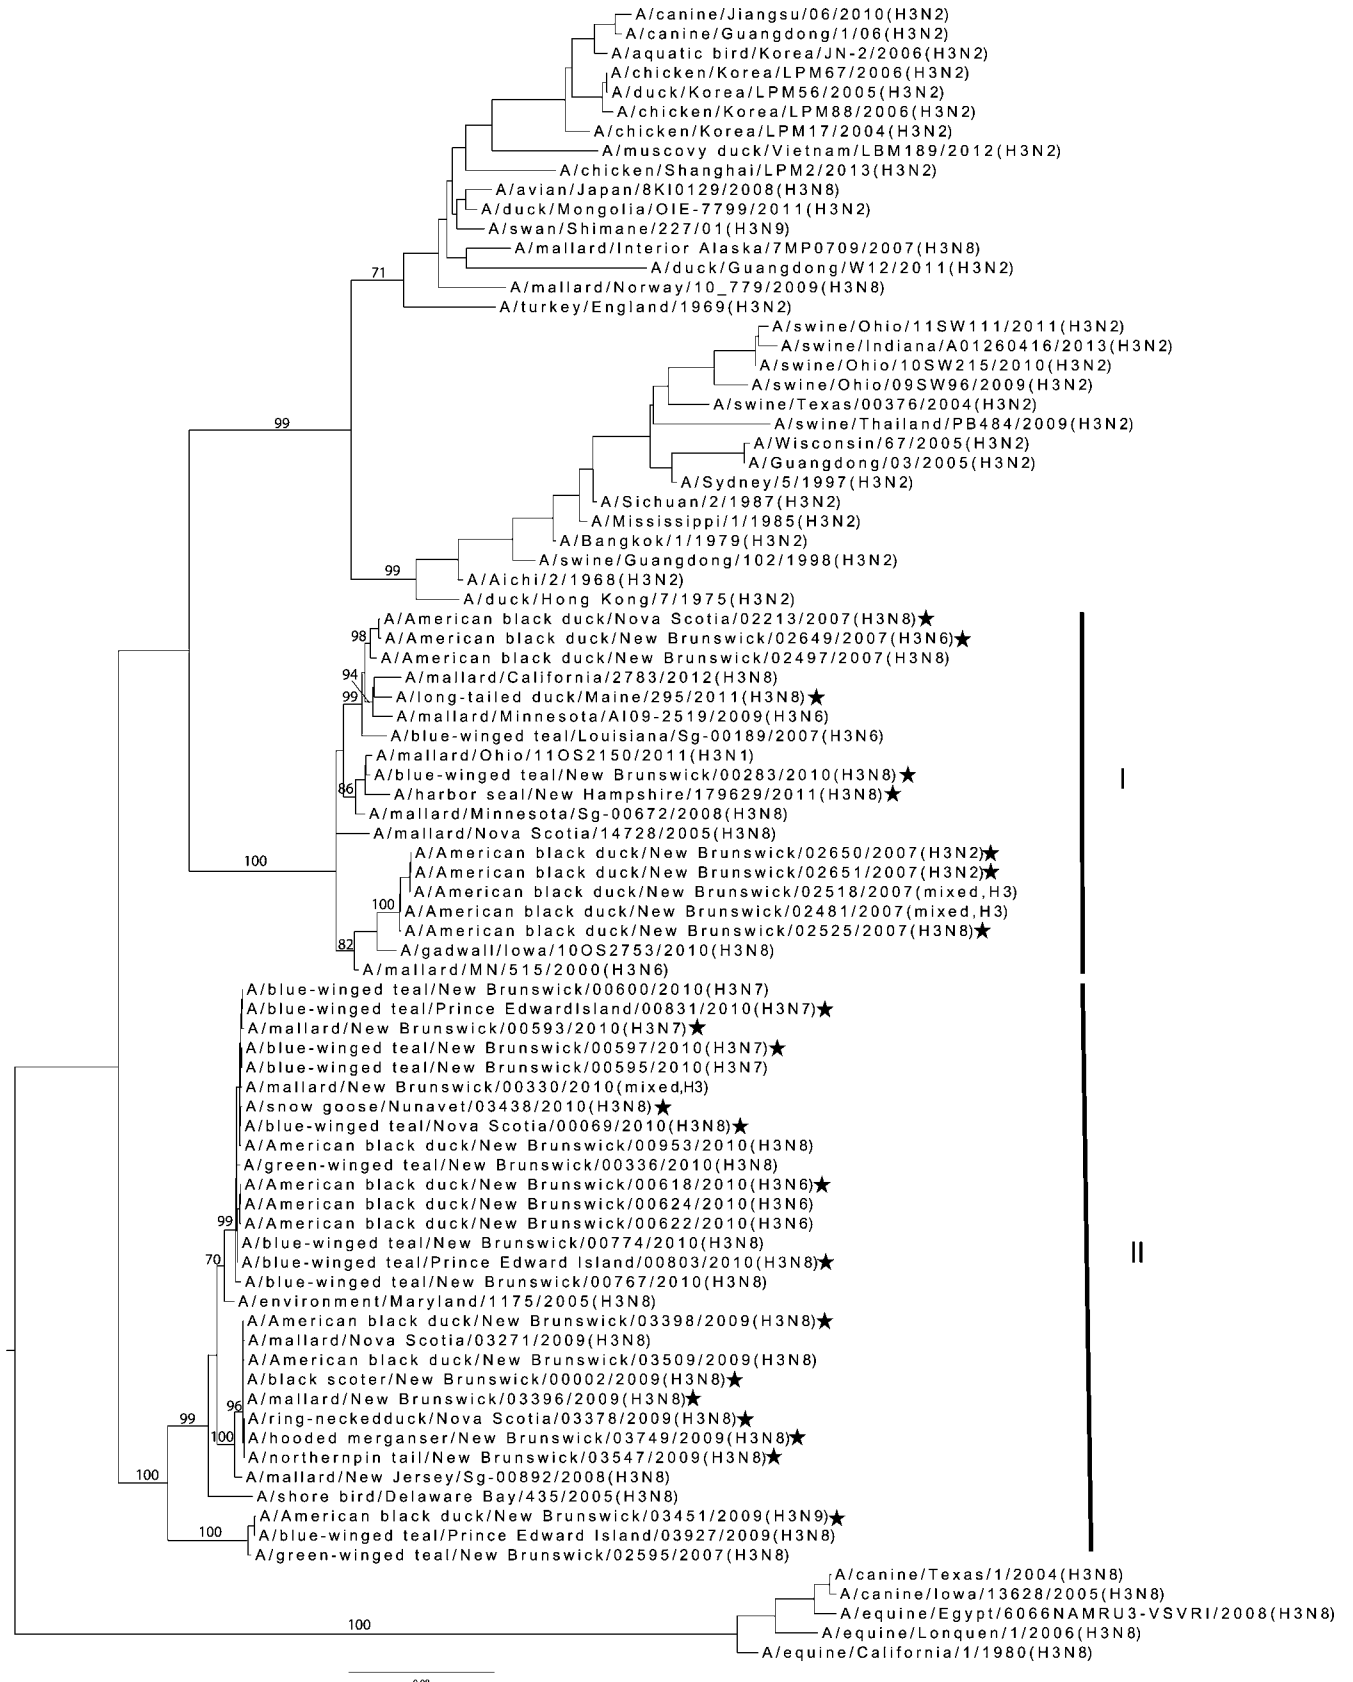 A/canine/Jiangsu/06/2010(H3N2)
A/canine/Guangdong/1/06(H3N2)
A/aquatic bird/Korea/JN-2/2006(H3N2)
A/chicken/Korea/LPM67/2006(H3N2)
A/duck/Korea/LPM56/2005(H3N2)
A/chicken/Korea/LPM88/2006(H3N2)
A/chicken/Korea/LPM17/2004(H3N2)
A/muscovy duck/Vietnam/LBM189/2012(H3N2)
A/chicken/Shanghai/LPM2/2013(H3N2)
A/avian/Japan/8KI0129/2008(H3N8)
A/duck/Mongolia/OIE-7799/2011(H3N2)
A/swan/Shimane/227/01(H3N9)
A/mallard/Interior Alaska/7MP0709/2007(H3N8)
A/duck/Guangdong/W12/2011(H3N2)
71
A/mallard/Norway/10_779/2009(H3N8)
A/turkey/England/1969(H3N2)
A/swine/Ohio/11SW111/2011(H3N2)
A/swine/Indiana/A01260416/2013(H3N2)
A/swine/Ohio/10SW215/2010(H3N2)
A/swine/Ohio/09SW96/2009(H3N2)
A/swine/Texas/00376/2004(H3N2)
99
A/swine/Thailand/PB484/2009(H3N2)
A/Wisconsin/67/2005(H3N2)
A/Guangdong/03/2005(H3N2)
A/Sydney/5/1997(H3N2)
A/Sichuan/2/1987(H3N2)
A/Mississippi/1/1985(H3N2)
A/Bangkok/1/1979(H3N2)
A/swine/Guangdong/102/1998(H3N2)
99
A/Aichi/2/1968(H3N2)
A/duck/Hong Kong/7/1975(H3N2)
A/American black duck/Nova Scotia/02213/2007(H3N8)★
98
A/American black duck/New Brunswick/02649/2007(H3N6)★
A/American black duck/New Brunswick/02497/2007(H3N8)
94
A/mallard/California/2783/2012(H3N8)
99
A/long-tailed duck/Maine/295/2011(H3N8)★
A/mallard/Minnesota/AI09-2519/2009(H3N6)
A/blue-winged teal/Louisiana/Sg-00189/2007(H3N6)
A/mallard/Ohio/11OS2150/2011(H3N1)
A/blue-winged teal/New Brunswick/00283/2010(H3N8)★
I
86
A/harbor seal/New Hampshire/179629/2011(H3N8)★
A/mallard/Minnesota/Sg-00672/2008(H3N8)
A/mallard/Nova Scotia/14728/2005(H3N8)
100
A/American black duck/New Brunswick/02650/2007(H3N2)★
A/American black duck/New Brunswick/02651/2007(H3N2)★
A/American black duck/New Brunswick/02518/2007(mixed,H3)
100
A/American black duck/New Brunswick/02481/2007(mixed,H3)
A/American black duck/New Brunswick/02525/2007(H3N8)★
82
A/gadwall/Iowa/10OS2753/2010(H3N8)
A/mallard/MN/515/2000(H3N6)
A/blue-winged teal/New Brunswick/00600/2010(H3N7)
A/blue-winged teal/Prince EdwardIsland/00831/2010(H3N7)★
A/mallard/New Brunswick/00593/2010(H3N7)★
A/blue-winged teal/New Brunswick/00597/2010(H3N7)★
A/blue-winged teal/New Brunswick/00595/2010(H3N7)
A/mallard/New Brunswick/00330/2010(mixed,H3)
A/snow goose/Nunavet/03438/2010(H3N8)★
A/blue-winged teal/Nova Scotia/00069/2010(H3N8)★
A/American black duck/New Brunswick/00953/2010(H3N8)
A/green-winged teal/New Brunswick/00336/2010(H3N8)
A/American black duck/New Brunswick/00618/2010(H3N6)★
A/American black duck/New Brunswick/00624/2010(H3N6)
99
A/American black duck/New Brunswick/00622/2010(H3N6)
A/blue-winged teal/New Brunswick/00774/2010(H3N8)
II
70
A/blue-winged teal/Prince Edward Island/00803/2010(H3N8)★
A/blue-winged teal/New Brunswick/00767/2010(H3N8)
A/environment/Maryland/1175/2005(H3N8)
A/American black duck/New Brunswick/03398/2009(H3N8)★
A/mallard/Nova Scotia/03271/2009(H3N8)
A/American black duck/New Brunswick/03509/2009(H3N8)
A/black scoter/New Brunswick/00002/2009(H3N8)★
A/mallard/New Brunswick/03396/2009(H3N8)★
96
99
A/ring-neckedduck/Nova Scotia/03378/2009(H3N8)★
100
A/hooded merganser/New Brunswick/03749/2009(H3N8)★
A/northernpin tail/New Brunswick/03547/2009(H3N8)★
100
A/mallard/New Jersey/Sg-00892/2008(H3N8)
A/shore bird/Delaware Bay/435/2005(H3N8)
A/American black duck/New Brunswick/03451/2009(H3N9)★
100
A/blue-winged teal/Prince Edward Island/03927/2009(H3N8)
A/green-winged teal/New Brunswick/02595/2007(H3N8)
A/canine/Texas/1/2004(H3N8)
A/canine/Iowa/13628/2005(H3N8)
A/equine/Egypt/6066NAMRU3-VSVRI/2008(H3N8)
100
A/equine/Lonquen/1/2006(H3N8)
A/equine/California/1/1980(H3N8)